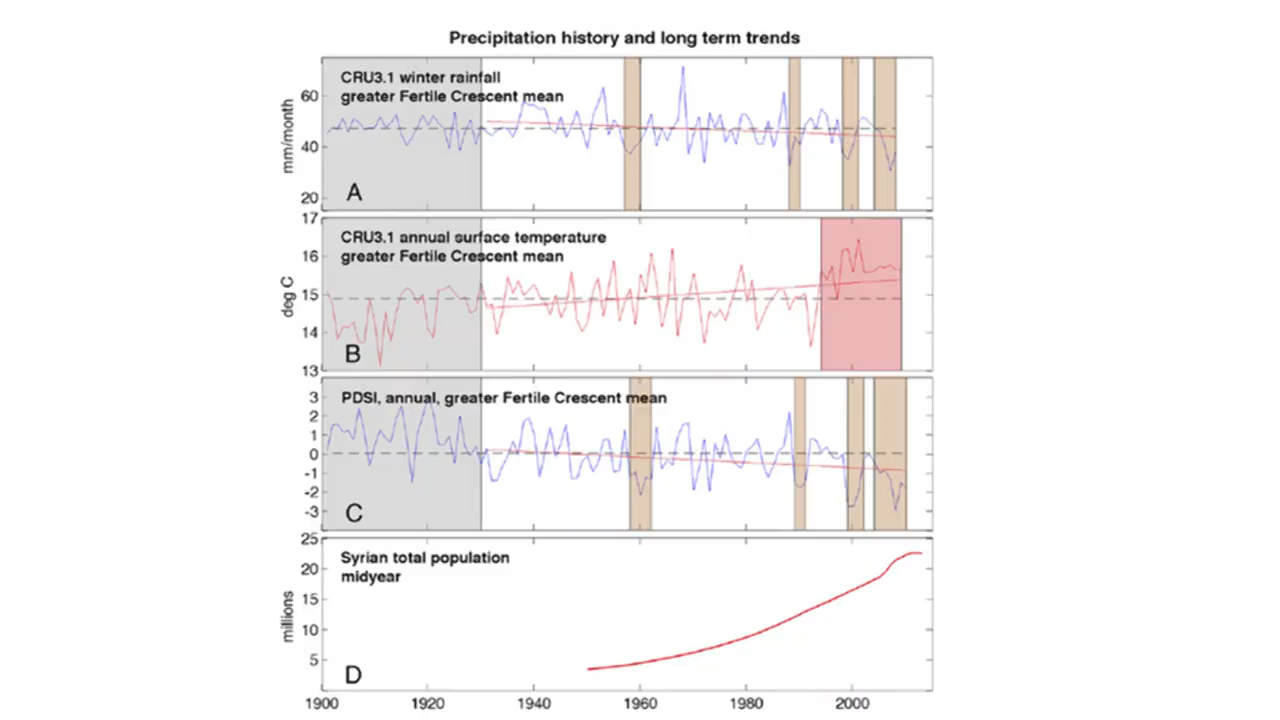 Precipitation history and long term trends
CRU3.1 winter rainfall
greater Fertile Crescent mean
60
40
20
mm/month
A
CRU3.1 annual surface temperature
greater Fertile Crescent mean
17
16
15
14
13
deg C
B
PDSI, annual, greater Fertile Crescent mean
3
2
1
0
-1
-2
-3
C
Syrian total population
midyear
25
20
15
10
5
millions
D
1900 1920 1940 1960 1980 2000